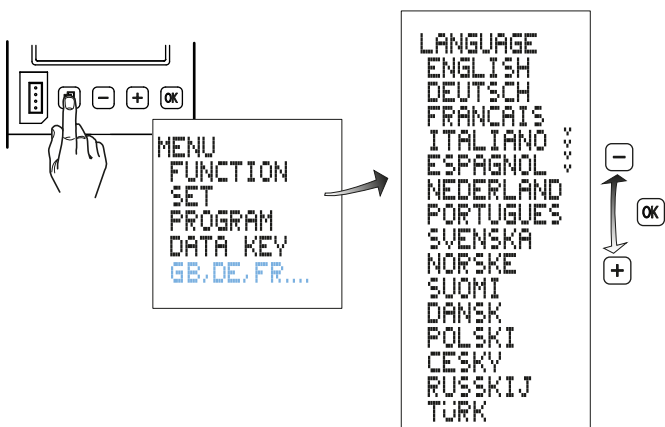 OK
MENU
FUNCTION
SET
PROGRAM
DATA KEY
GB,DE,FR....
LANGUAGE
ENGLISH
DEUTSCH
FRANCAIS
ITALIANO
ESPAGNOL
NEDERLAND
PORTUGUES
SVENSKA
NORSKE
SUOMI
DANSK
POLSKI
CESKY
RUSSKIJ
TÜRK
OK